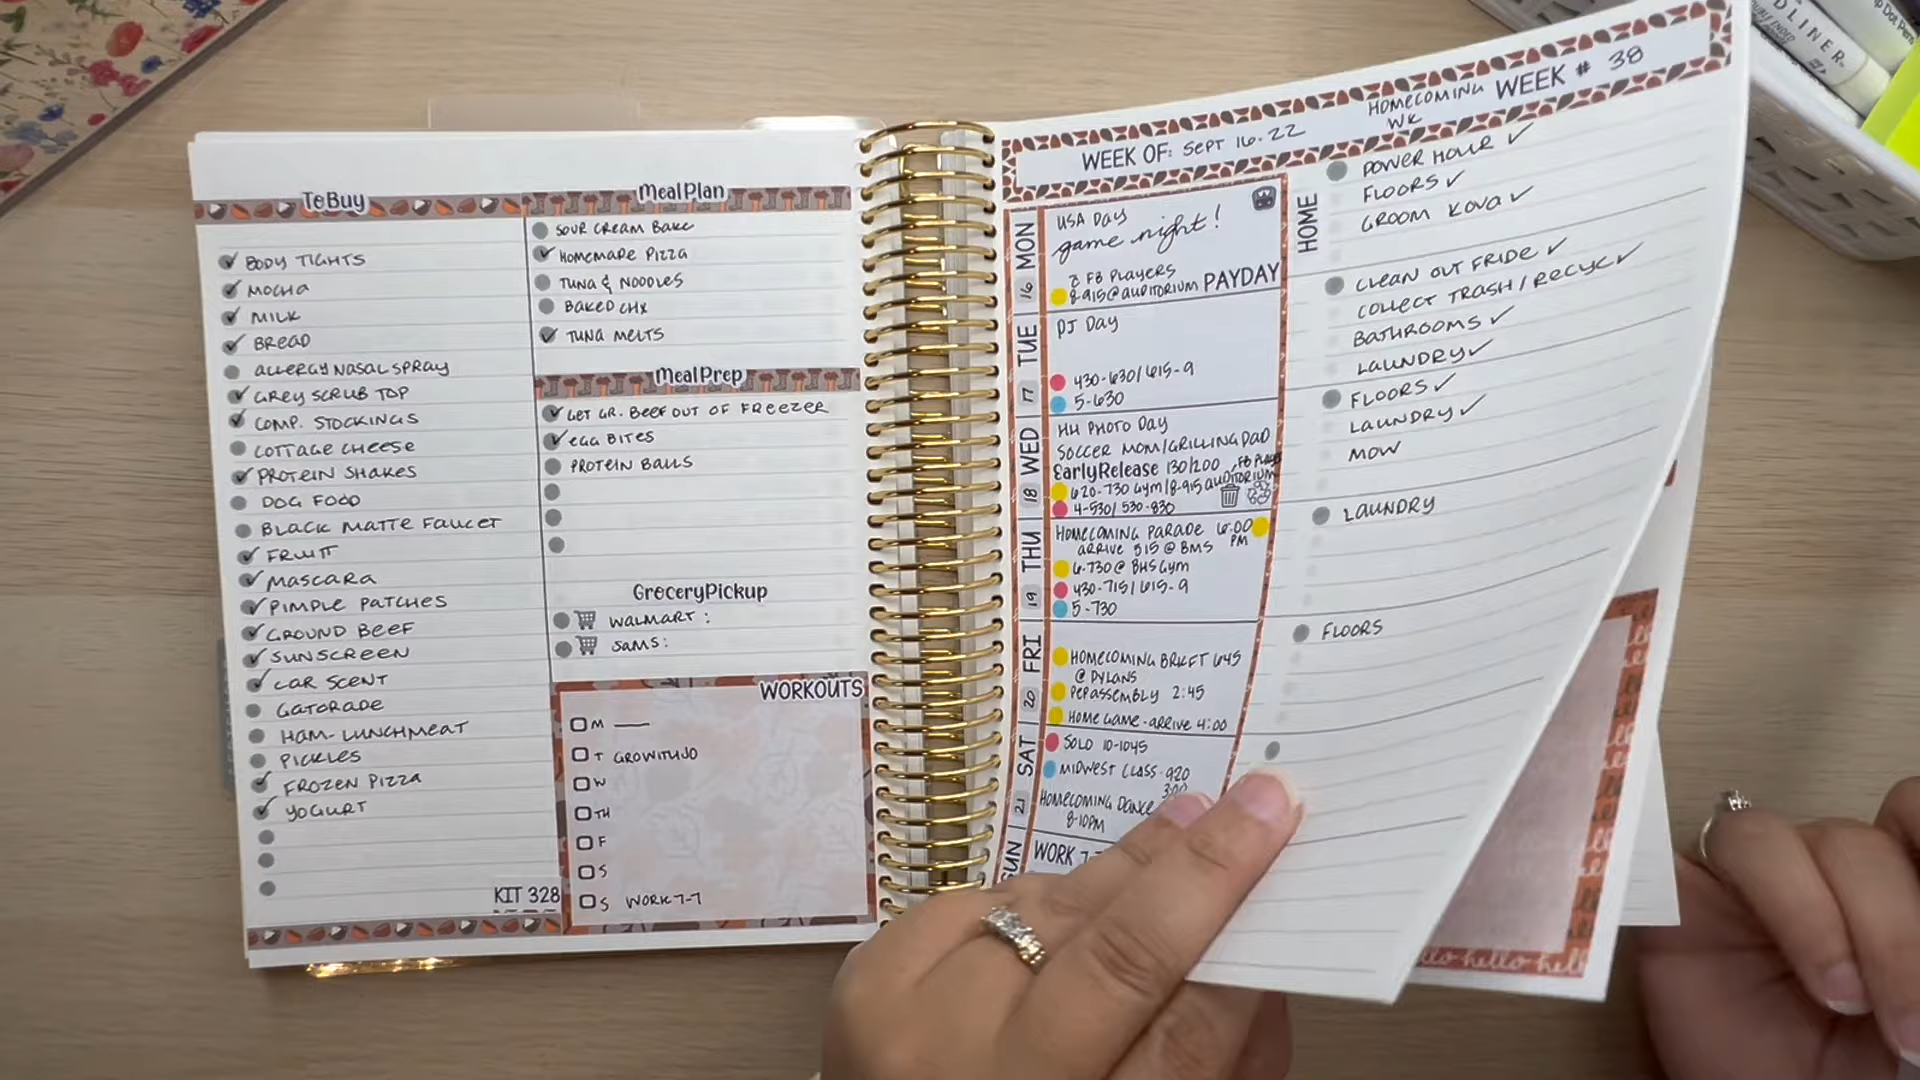 To Buy
BODY TIGHTS
MOCHA
MILK
BREAD
ALLERGY NASAL SPRAY
GREY SCRUB TOP
COMP. STOCKINGS
COTTAGE CHEESE
PROTEIN SHAKES
DOG FOOD
BLACK MATTE FAUCET
FRUIT
MASCARA
PIMPLE PATCHES
GROUND BEEF
SUNSCREEN
CAR SCENT
GATORADE
HAM-LUNCHMEAT
PICKLES
FROZEN PIZZA
YOGURT
KIT 328
Meal Plan
SOUR CREAM BAKE
HOMEMADE PIZZA
TUNA & NOODLES
BAKED CHX
TUNA MELTS
Meal Prep
GET GR. BEEF OUT OF FREEZER
EGG BITES
PROTEIN BALLS
Grocery Pickup
WALMART:
SAMS:
WORKOUTS
M
T GROWITHJO
W
TH
F
S
S WORK 7-7
WEEK OF: SEPT 16-22
HOMECOMING WK
WEEK # 38
MON
16
USA DAY
game night!
FB PLAYERS
8-915@AUDITORIUM PAYDAY
TUE
17
DJ DAY
430-630/615-9
5-630
WED
18
HH PHOTO DAY
SOCCER MOM/GRILLING DAD
Early Release 130/200
620-730 GYM/8-915 AUDITORIUM
4-530/530-830
THU
19
HOMECOMING PARADE 6:00 PM
ARRIVE 515 @ BMS
6-730@BHS GYM
430-715/615-9
5-730
FRI
20
HOMECOMING BRKFT 645
@ DYLANS
PEP ASSEMBLY 2:45
HOME GAME-ARRIVE 4:00
SAT
21
SOLO 10-1045
MIDWEST CLASS-920
300
HOMECOMING DANCE
8-10PM
SUN
WORK 7-
HOME
POWER HOUR
FLOORS
GROOM KOVA
CLEAN OUT FRIDGE
COLLECT TRASH/RECYC
BATHROOMS
LAUNDRY
FLOORS
LAUNDRY
MOW
LAUNDRY
FLOORS
hello hell